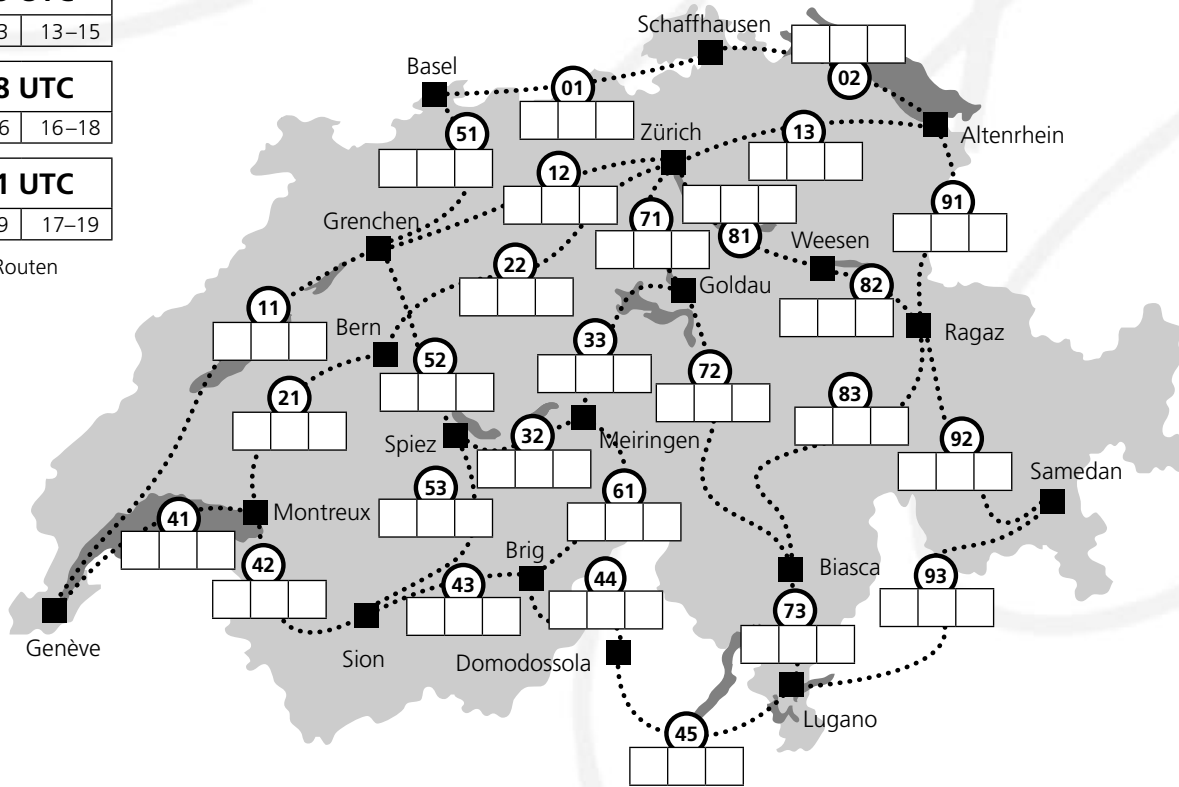 UTC
3 13–15
8 UTC
6 16–18
1 UTC
9 17–19
Routen
Schaffhausen
Basel
01
02
Zürich
13
Altenrhein
51
12
91
Grenchen
71
81
Weesen
22
82
Goldau
11
Bern
33
Ragaz
52
72
21
83
Spiez
32
Meiringen
92
Samedan
53
61
Montreux
41
Brig
42
43
44
Biasca
93
73
Genève
Sion
Domodossola
Lugano
45